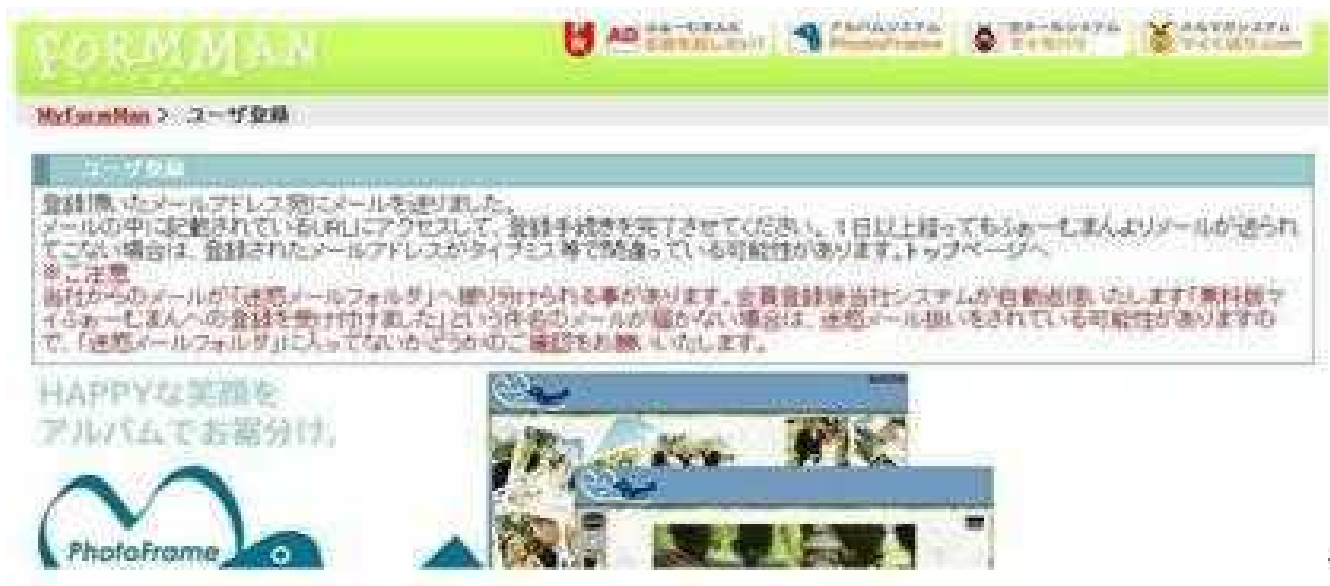 FORMMAN
AD
PhotoFrame
MyFormMan > ユーザ登録
ユーザ登録
登録頂いたメールアドレス宛にメールを送りました。
メールの中に記載されているURLにアクセスして、登録手続きを完了させてください。1日以上経ってもふぉーむまんよりメールが送られ
てこない場合は、登録されたメールアドレスがタイプミス等で間違っている可能性があります。トップページへ
※ご注意
当社からのメールが「迷惑メールフォルダ」へ振り分けられる事があります。会員登録後当社システムが自動返信いたします「無料版マ
イふぉーむまんへの登録を受け付けました」という件名のメールが届かない場合は、迷惑メール扱いをされている可能性がありますの
で、「迷惑メールフォルダ」に入ってないかどうかのご確認をお願いいたします。
HAPPYな笑顔を
アルバムでお裾分け。
PhotoFrame